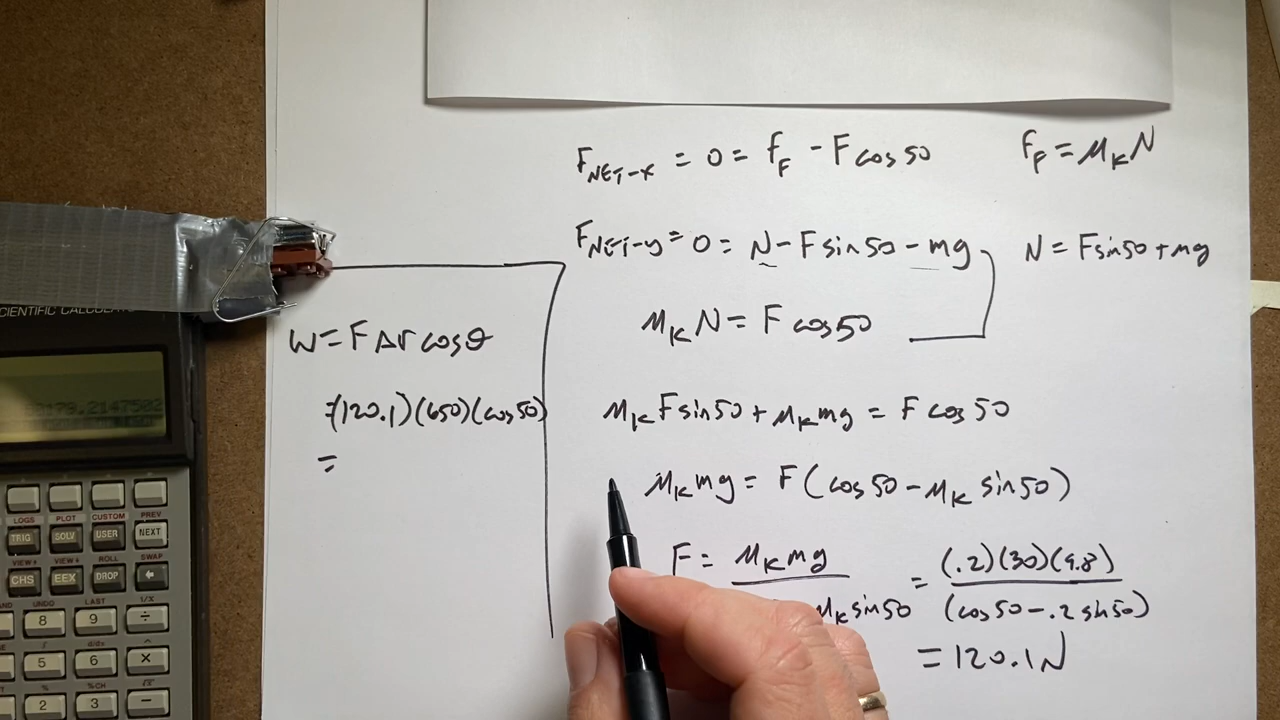 F_NET-x = 0 = f_F - F cos 50   f_F = μ_K N
F_NET-y = 0 = N - F sin 50 - mg   N = F sin 50 + mg
μ_K N = F cos 50
μ_K F sin 50 + μ_K mg = F cos 50
μ_K mg = F (cos 50 - μ_K sin 50)
F = μ_K mg / μ_K sin 50 = (.2)(30)(9.8) / (cos 50 - .2 sin 50)
= 120.1 N
W = F Δr cos θ
=(120.1)(650)(cos 50)
=
LOGS PLOT CUSTOM PREV
TRIG SOLV USER NEXT
VIEW↓ VIEW↑ ROLL SWAP
CHS EEX DROP ←
UNDO LAST 1/x
8 9 ÷
5 6 ×
% %CH
2 3 −